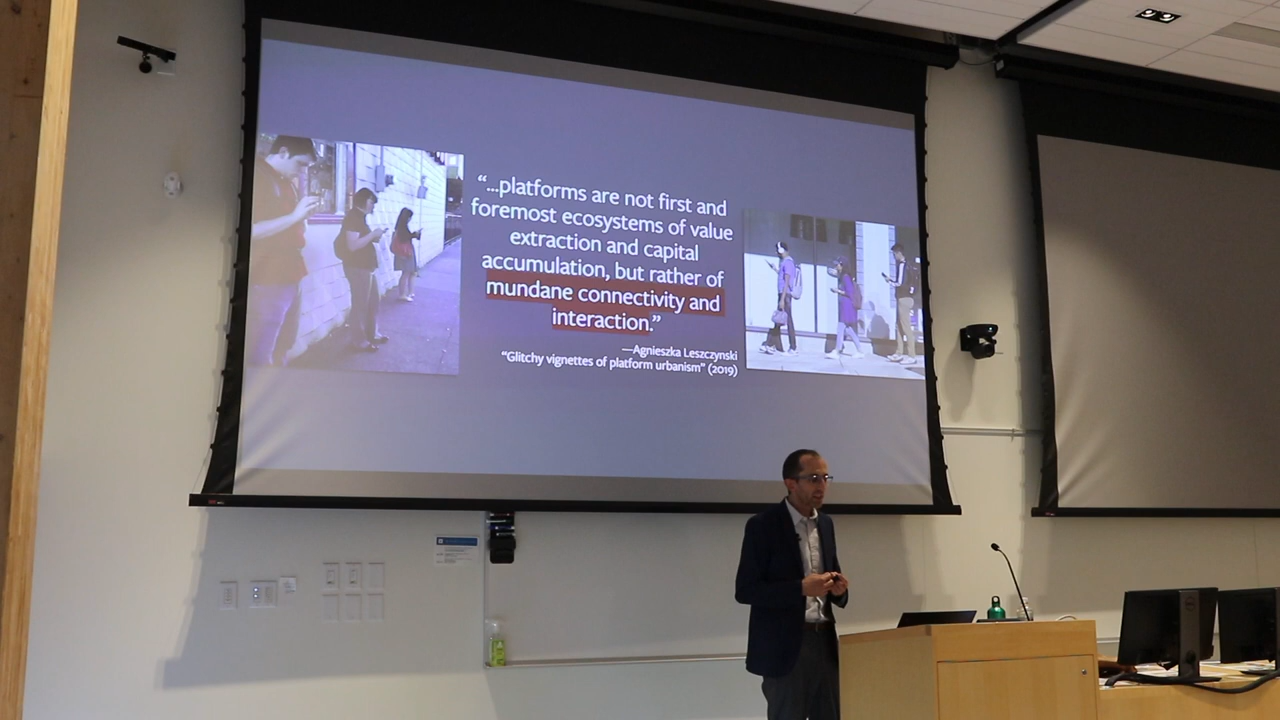 “...platforms are not first and
foremost ecosystems of value
extraction and capital
accumulation, but rather of
mundane connectivity and
interaction.”
—Agnieszka Leszczynski
“Glitchy vignettes of platform urbanism” (2019)